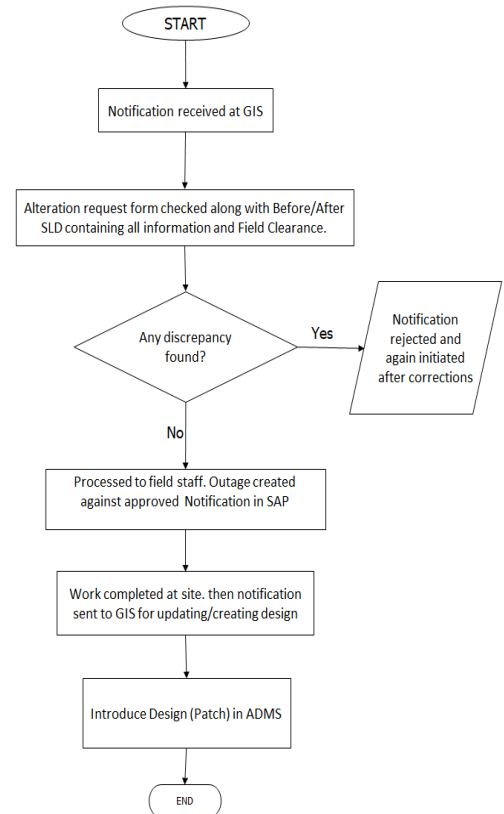 START
Notification received at GIS
Alteration request form checked along with Before/After
SLD containing all information and Field Clearance.
Any discrepancy
found?
Yes
Notification
rejected and
again initiated
after corrections
No
Processed to field staff. Outage created
against approved Notification in SAP
Work completed at site. then notification
sent to GIS for updating/creating design
Introduce Design (Patch) in ADMS
END